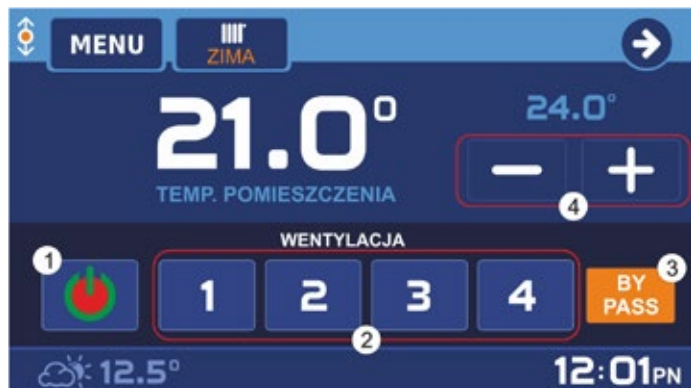 MENU
ZIMA
21.0°
24.0°
TEMP. POMIESZCZENIA
− +
4
WENTYLACJA
1
3
1 2 3 4
BY
PASS
2
12.5°
12:01PN